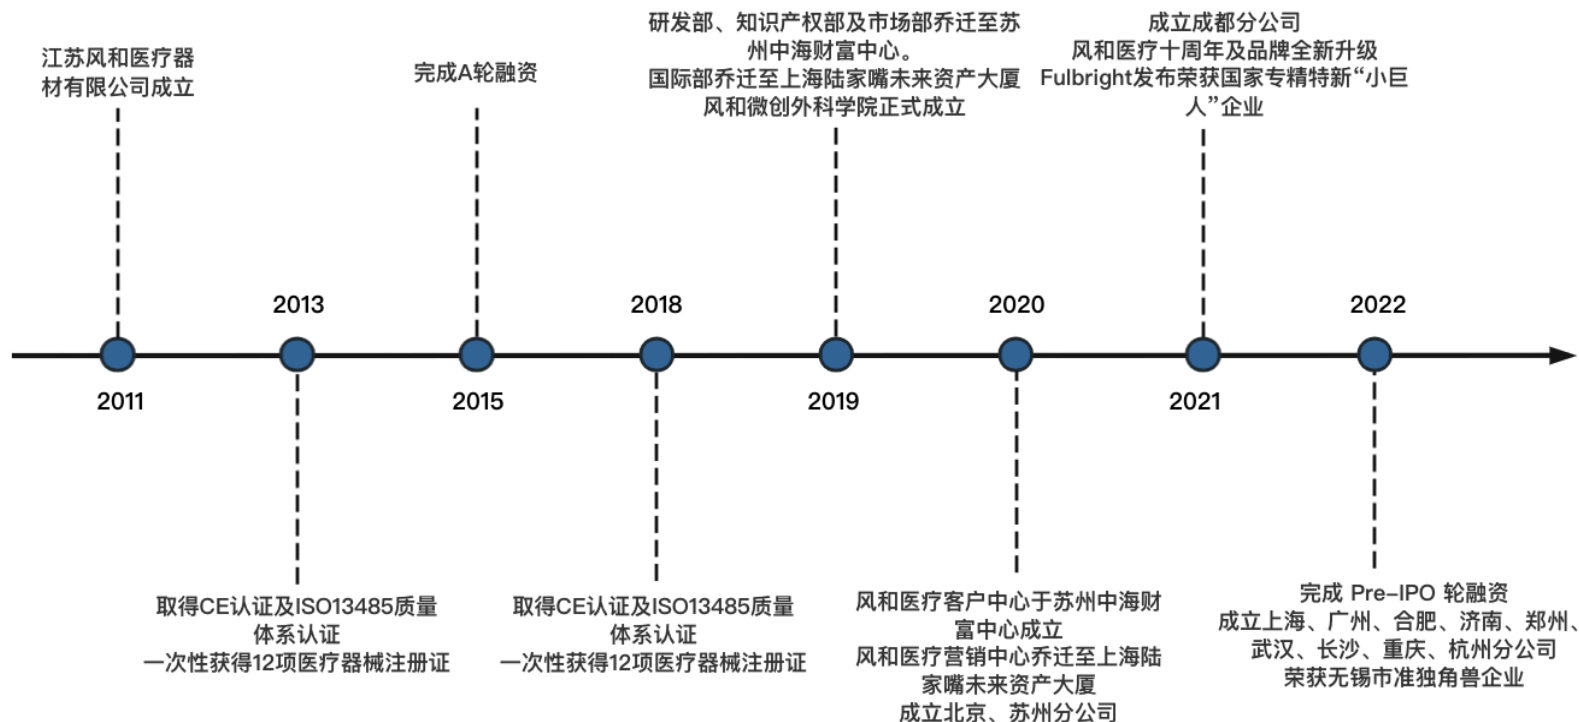 江苏风和医疗器
材有限公司成立
2011
2013
取得CE认证及ISO13485质量
体系认证
一次性获得12项医疗器械注册证
完成A轮融资
2015
2018
取得CE认证及ISO13485质量
体系认证
一次性获得12项医疗器械注册证
研发部、知识产权部及市场部乔迁至苏
州中海财富中心。
国际部乔迁至上海陆家嘴未来资产大厦
风和微创外科学院正式成立
2019
2020
风和医疗客户中心于苏州中海财
富中心成立
风和医疗营销中心乔迁至上海陆
家嘴未来资产大厦
成立北京、苏州分公司
成立成都分公司
风和医疗十周年及品牌全新升级
Fulbright发布荣获国家专精特新“小巨
人”企业
2021
2022
完成 Pre-IPO 轮融资
成立上海、广州、合肥、济南、郑州、
武汉、长沙、重庆、杭州分公司
荣获无锡市准独角兽企业